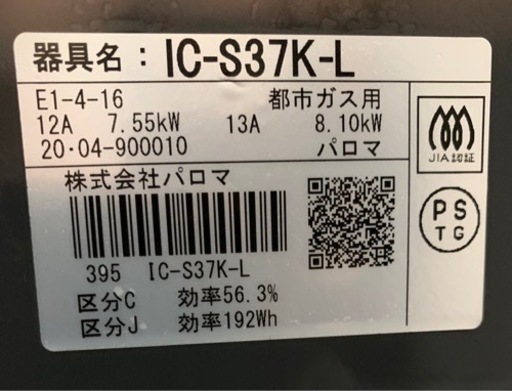 器具名：IC-S37K-L
E1-4-16 都市ガス用
12A 7.55kW 13A 8.10kW
20・04-900010 パロマ
JIA認証
株式会社パロマ
PS
TG
395 IC-S37K-L
区分C 効率56.3%
区分J 効率192Wh